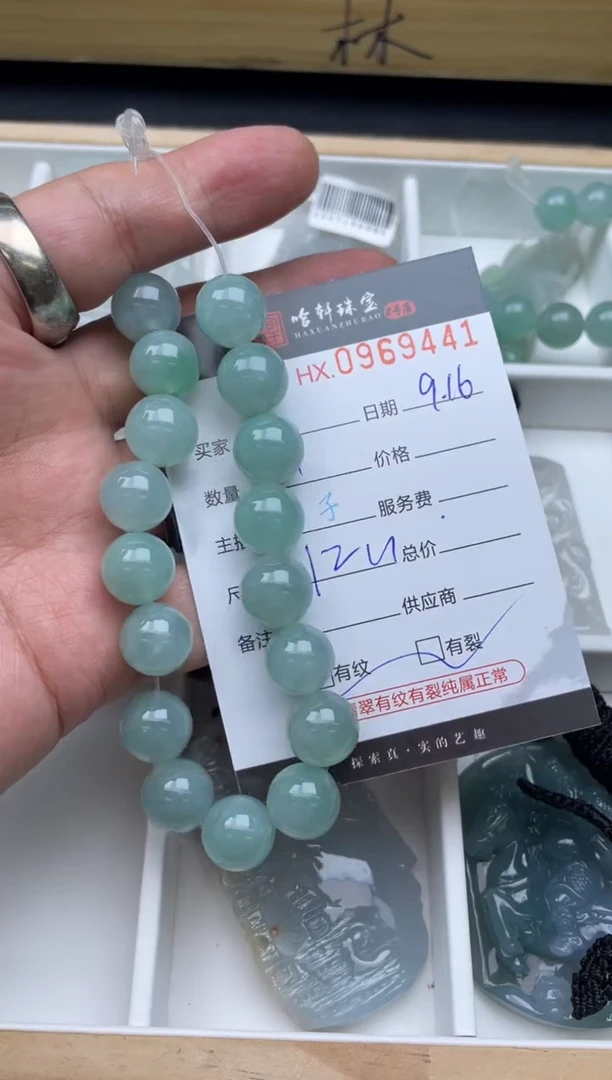 林
哈轩珠宝
HAXUANZHUBAO
HX.0969441
买家 日期 9.16
数量 价格
子 服务费
总价
供应商
备注
有纹 有裂
翠有纹有裂纯属正常
探索真·实的艺趣